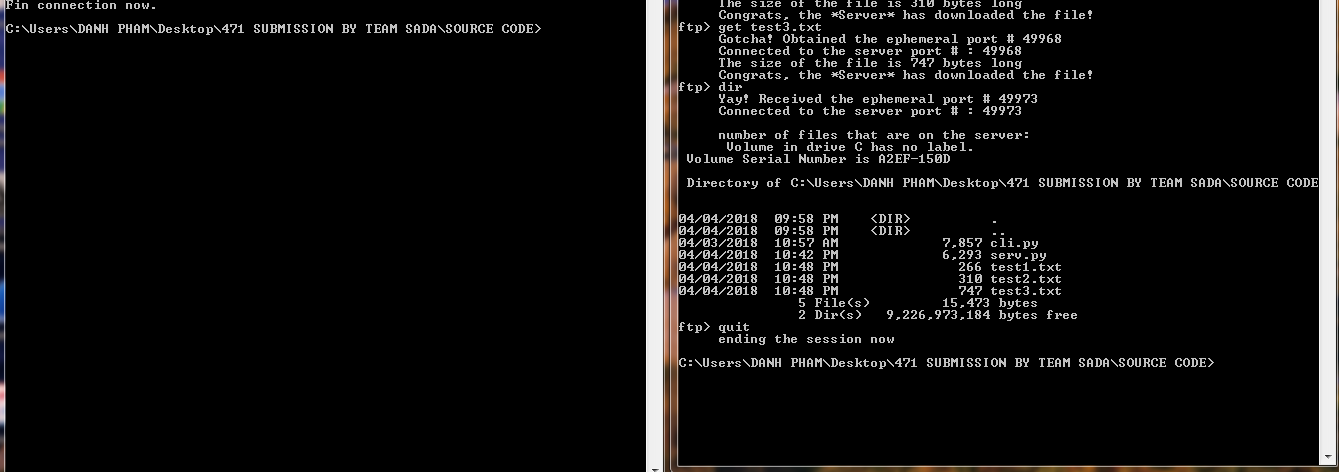 Fin connection now.
C:\Users\DANH PHAM\Desktop\471 SUBMISSION BY TEAM SADA\SOURCE CODE>
The size of the file is 310 bytes long
Congrats, the *Server* has downloaded the file!
ftp> get test3.txt
Gotcha! Obtained the ephemeral port # 49968
Connected to the server port # : 49968
The size of the file is 747 bytes long
Congrats, the *Server* has downloaded the file!
ftp> dir
Yay! Received the ephemeral port # 49973
Connected to the server port # : 49973
number of files that are on the server:
Volume in drive C has no label.
Volume Serial Number is A2EF-150D
Directory of C:\Users\DANH PHAM\Desktop\471 SUBMISSION BY TEAM SADA\SOURCE CODE
04/04/2018  09:58 PM    <DIR>          .
04/04/2018  09:58 PM    <DIR>          ..
04/03/2018  10:57 AM             7,857 cli.py
04/04/2018  10:42 PM             6,293 serv.py
04/04/2018  10:48 PM               266 test1.txt
04/04/2018  10:48 PM               310 test2.txt
04/04/2018  10:48 PM               747 test3.txt
5 File(s)         15,473 bytes
2 Dir(s)   9,226,973,184 bytes free
ftp> quit
ending the session now
C:\Users\DANH PHAM\Desktop\471 SUBMISSION BY TEAM SADA\SOURCE CODE>